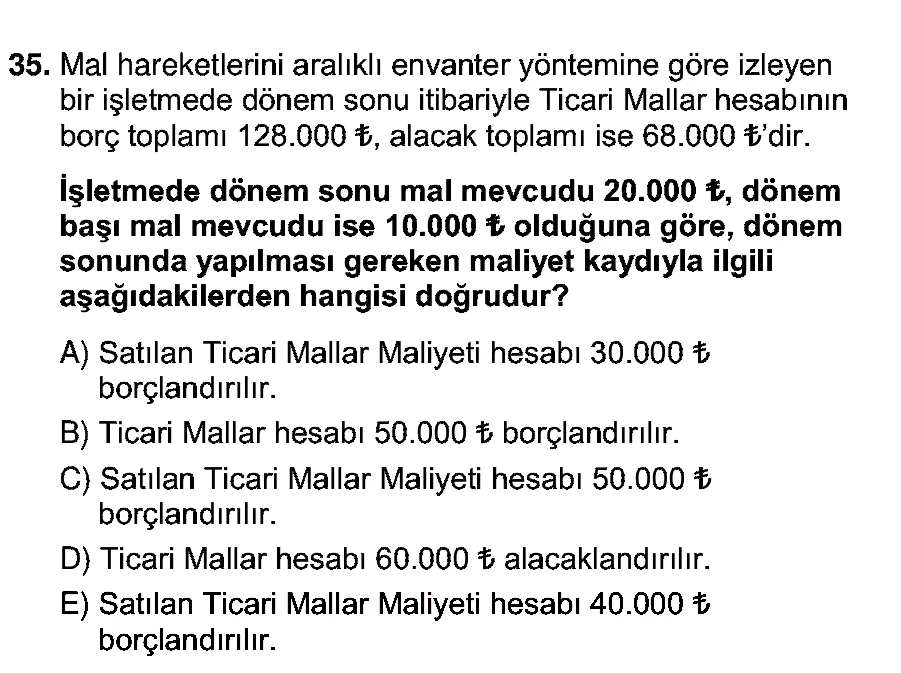 35. Mal hareketlerini aralıklı envanter yöntemine göre izleyen
bir işletmede dönem sonu itibariyle Ticari Mallar hesabının
borç toplamı 128.000 ₺, alacak toplamı ise 68.000 ₺'dir.
İşletmede dönem sonu mal mevcudu 20.000 ₺, dönem
başı mal mevcudu ise 10.000 ₺ olduğuna göre, dönem
sonunda yapılması gereken maliyet kaydıyla ilgili
aşağıdakilerden hangisi doğrudur?
A) Satılan Ticari Mallar Maliyeti hesabı 30.000 ₺
borçlandırılır.
B) Ticari Mallar hesabı 50.000 ₺ borçlandırılır.
C) Satılan Ticari Mallar Maliyeti hesabı 50.000 ₺
borçlandırılır.
D) Ticari Mallar hesabı 60.000 ₺ alacaklandırılır.
E) Satılan Ticari Mallar Maliyeti hesabı 40.000 ₺
borçlandırılır.